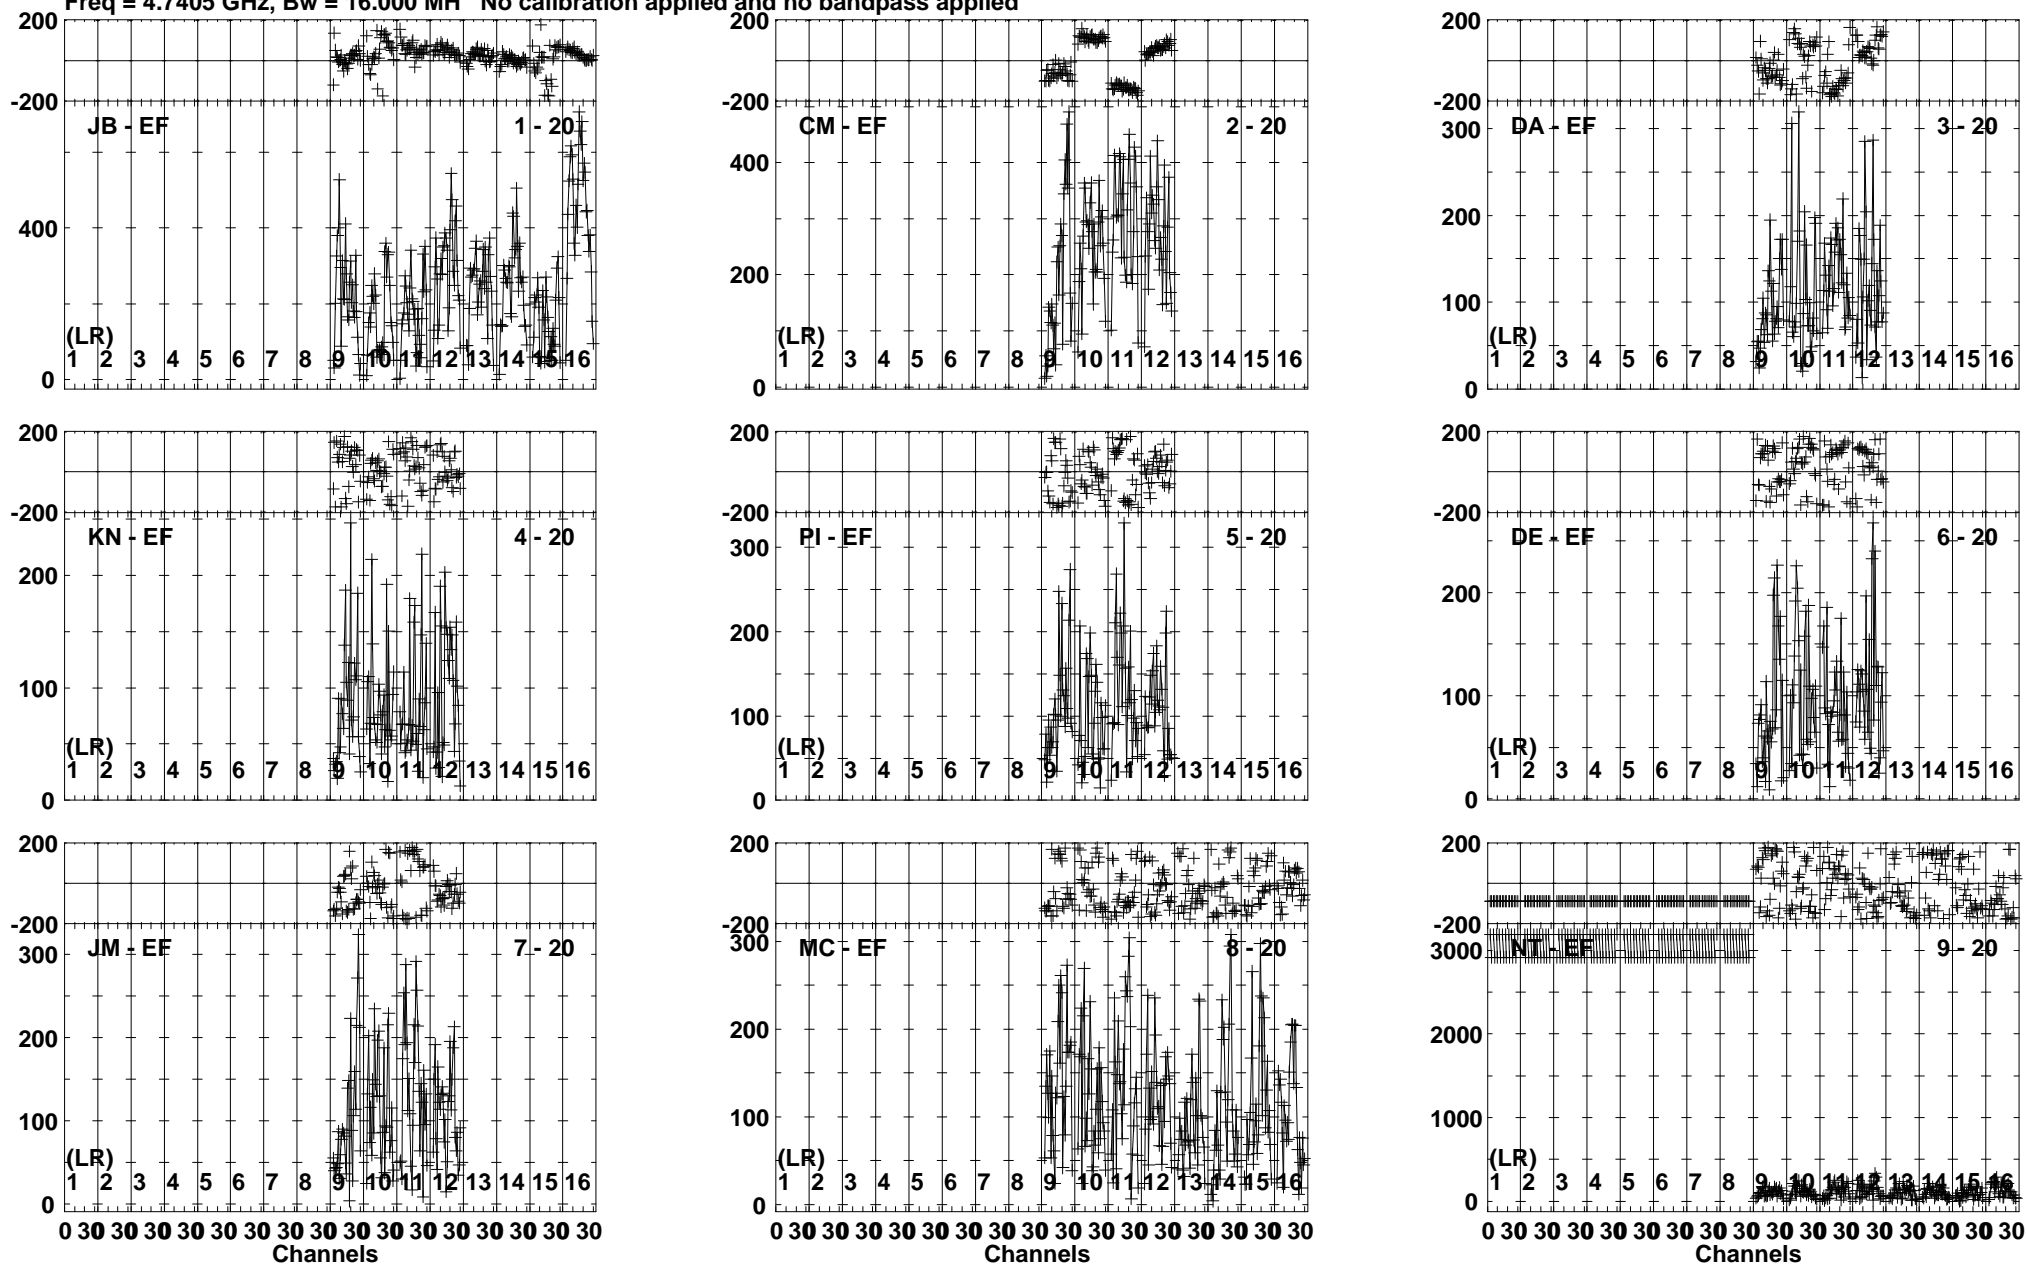 Freq = 4.7405 GHz, Bw = 16.000 MH No calibration applied and no bandpass applied
200
-200
JB - EF 1 - 20
400
0
(LR)
1 2 3 4 5 6 7 8 9 10 11 12 13 14 15 16
200
-200
CM - EF 2 - 20
400
200
0
(LR)
1 2 3 4 5 6 7 8 9 10 11 12 13 14 15 16
200
-200
DA - EF 3 - 20
300
200
100
0
(LR)
1 2 3 4 5 6 7 8 9 10 11 12 13 14 15 16
200
-200
KN - EF 4 - 20
200
100
0
(LR)
1 2 3 4 5 6 7 8 9 10 11 12 13 14 15 16
200
-200
PI - EF 5 - 20
300
200
100
0
(LR)
1 2 3 4 5 6 7 8 9 10 11 12 13 14 15 16
200
-200
DE - EF 6 - 20
200
100
0
(LR)
1 2 3 4 5 6 7 8 9 10 11 12 13 14 15 16
200
-200
JM - EF 7 - 20
300
200
100
0
(LR)
1 2 3 4 5 6 7 8 9 10 11 12 13 14 15 16
0 30 30 30 30 30 30 30 30 30 30 30 30 30 30 30 30
Channels
200
-200
MC - EF 8 - 20
300
200
100
0
(LR)
1 2 3 4 5 6 7 8 9 10 11 12 13 14 15 16
0 30 30 30 30 30 30 30 30 30 30 30 30 30 30 30 30
Channels
200
-200
NT - EF 9 - 20
3000
2000
1000
0
(LR)
1 2 3 4 5 6 7 8 9 10 11 12 13 14 15 16
0 30 30 30 30 30 30 30 30 30 30 30 30 30 30 30 30
Channels